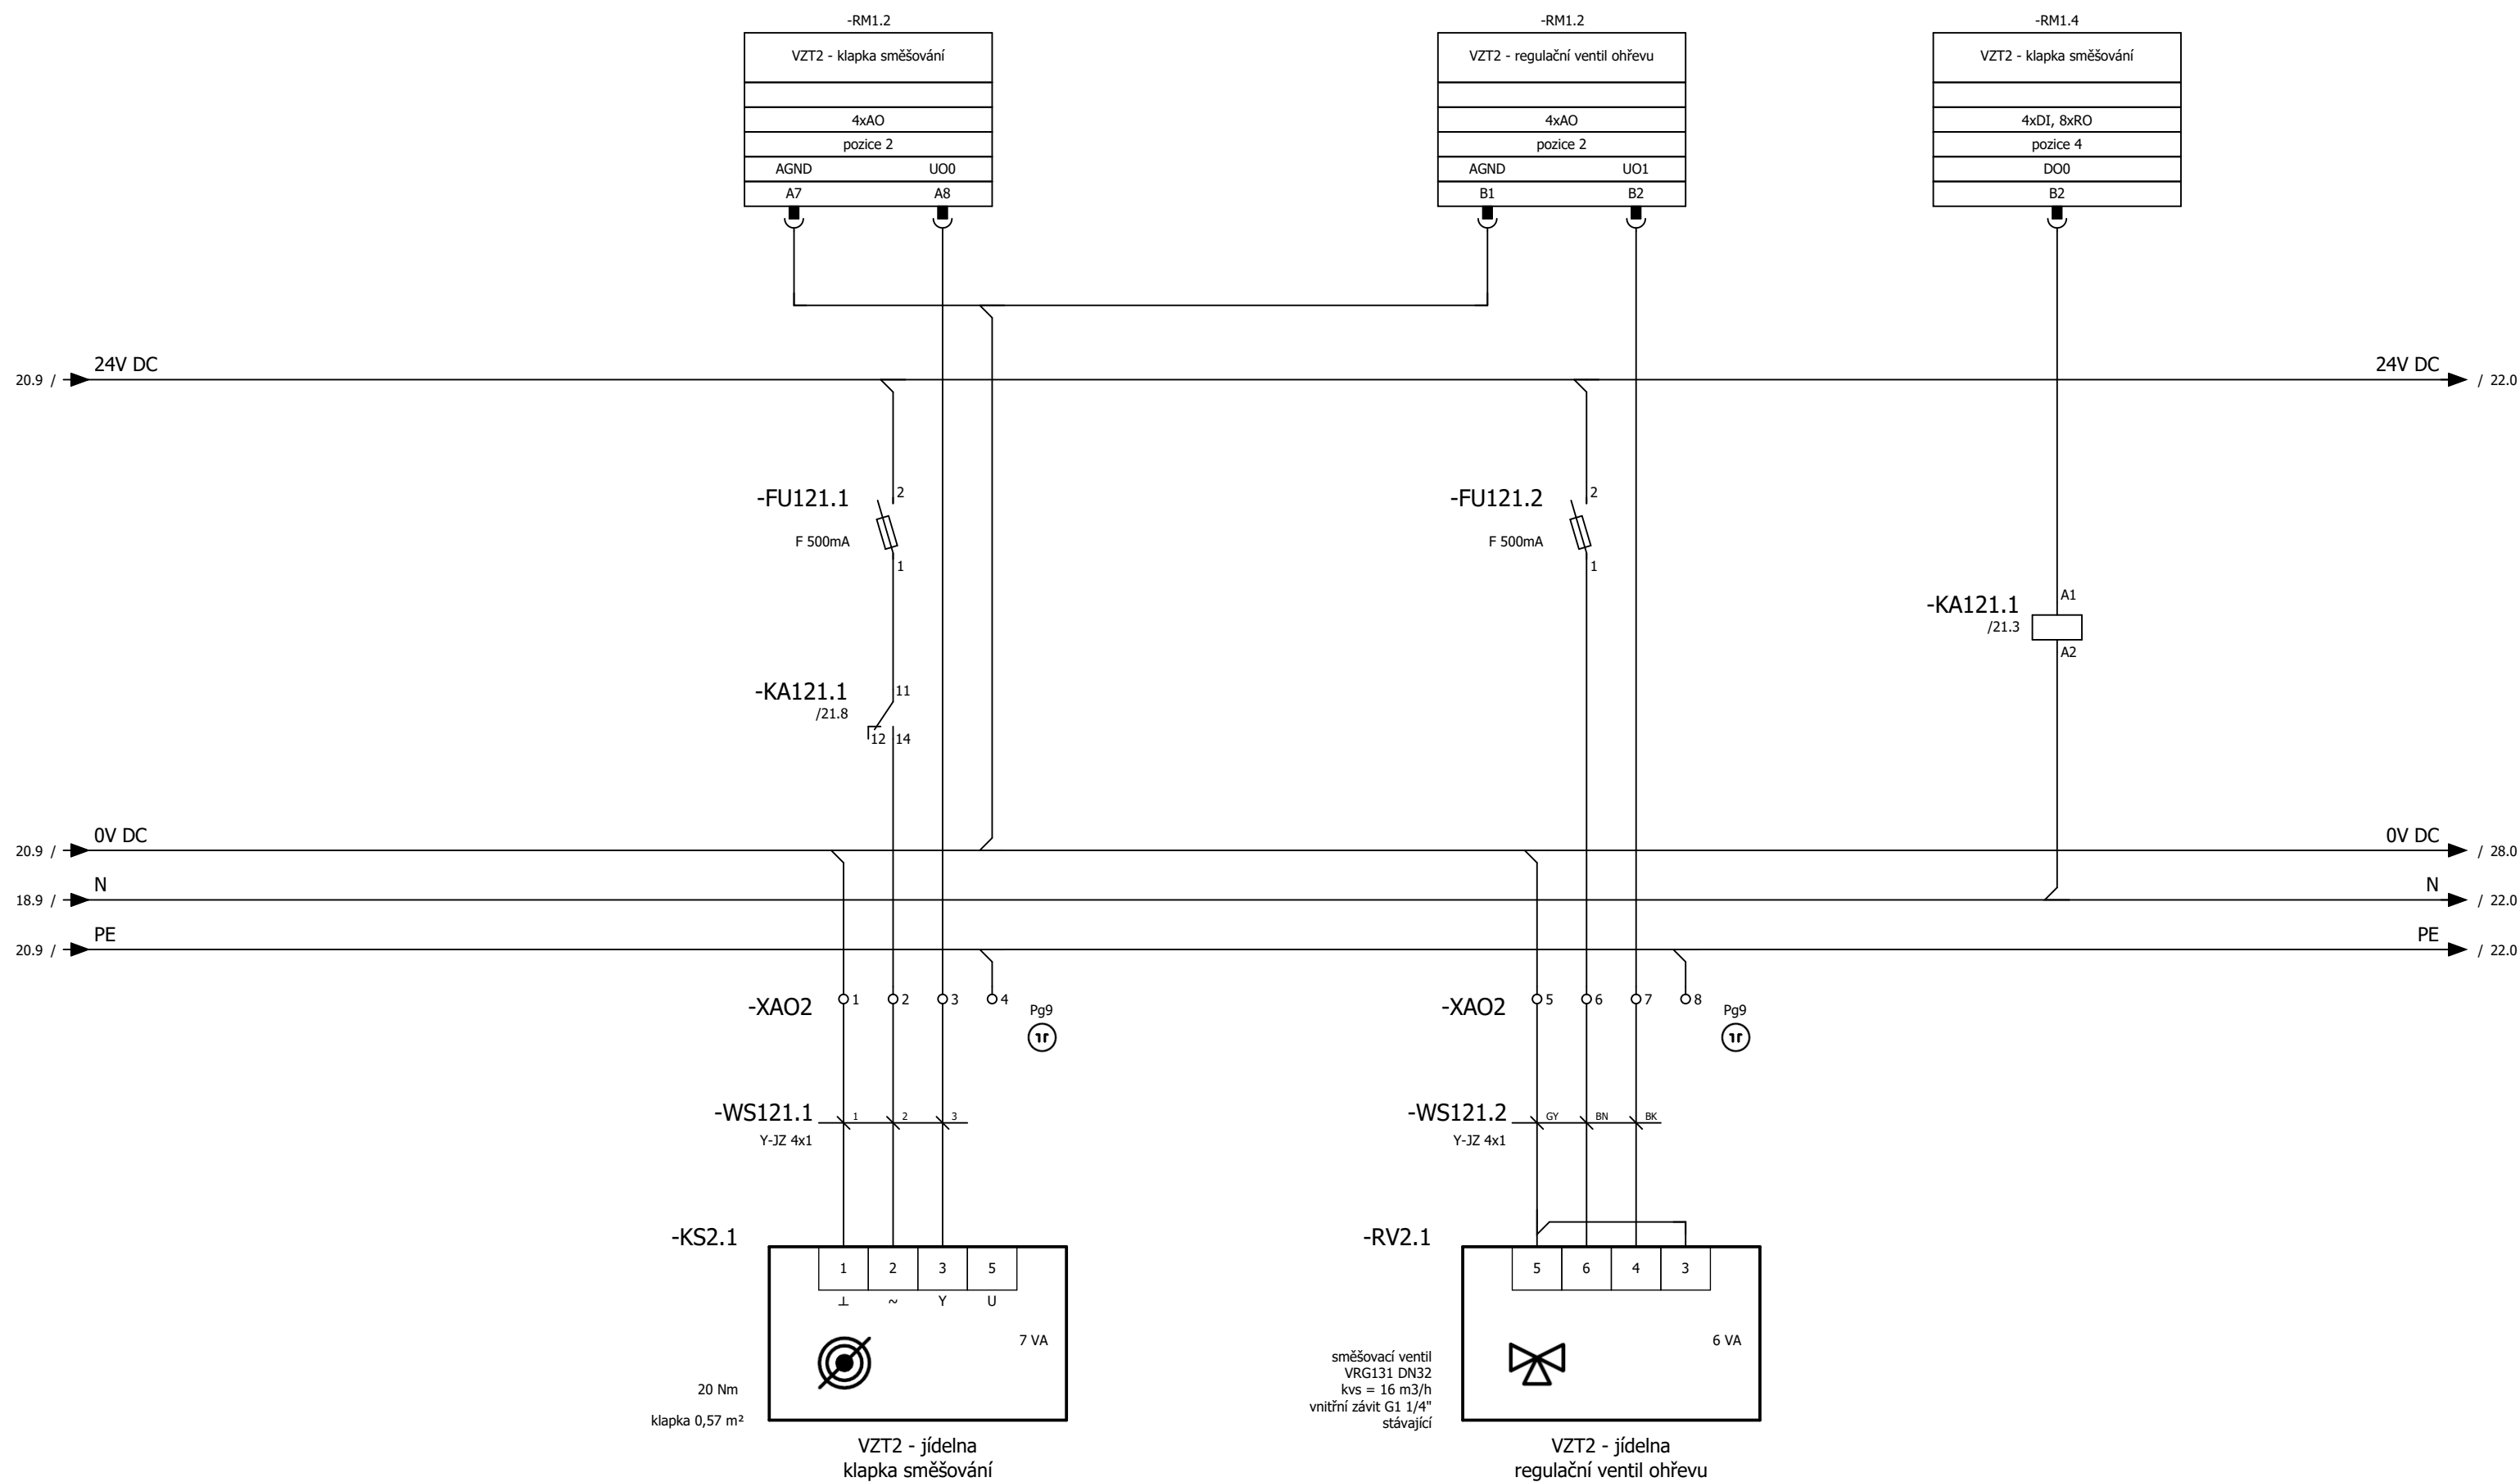 -RM1.2
VZT2 - klapka směšování
4xAO
pozice 2
AGND UO0
A7 A8
-RM1.2
VZT2 - regulační ventil ohřevu
4xAO
pozice 2
AGND UO1
B1 B2
-RM1.4
VZT2 - klapka směšování
4xDI, 8xRO
pozice 4
DO0
B2
20.9 / 24V DC
24V DC / 22.0
-FU121.1
F 500mA
2
1
-FU121.2
F 500mA
2
1
-KA121.1
/21.3
A1
A2
-KA121.1
/21.8
11
12 14
20.9 / 0V DC
0V DC / 28.0
18.9 / N
N / 22.0
20.9 / PE
PE / 22.0
-XAO2 1 2 3 4
Pg9
-XAO2 5 6 7 8
Pg9
-WS121.1 1 2 3
Y-JZ 4x1
-WS121.2 GY BN BK
Y-JZ 4x1
-KS2.1
1 2 3 5
⊥ ~ Y U
7 VA
20 Nm
klapka 0,57 m²
VZT2 - jídelna
klapka směšování
-RV2.1
5 6 4 3
6 VA
směšovací ventil
VRG131 DN32
kvs = 16 m3/h
vnitřní závit G1 1/4"
stávající
VZT2 - jídelna
regulační ventil ohřevu